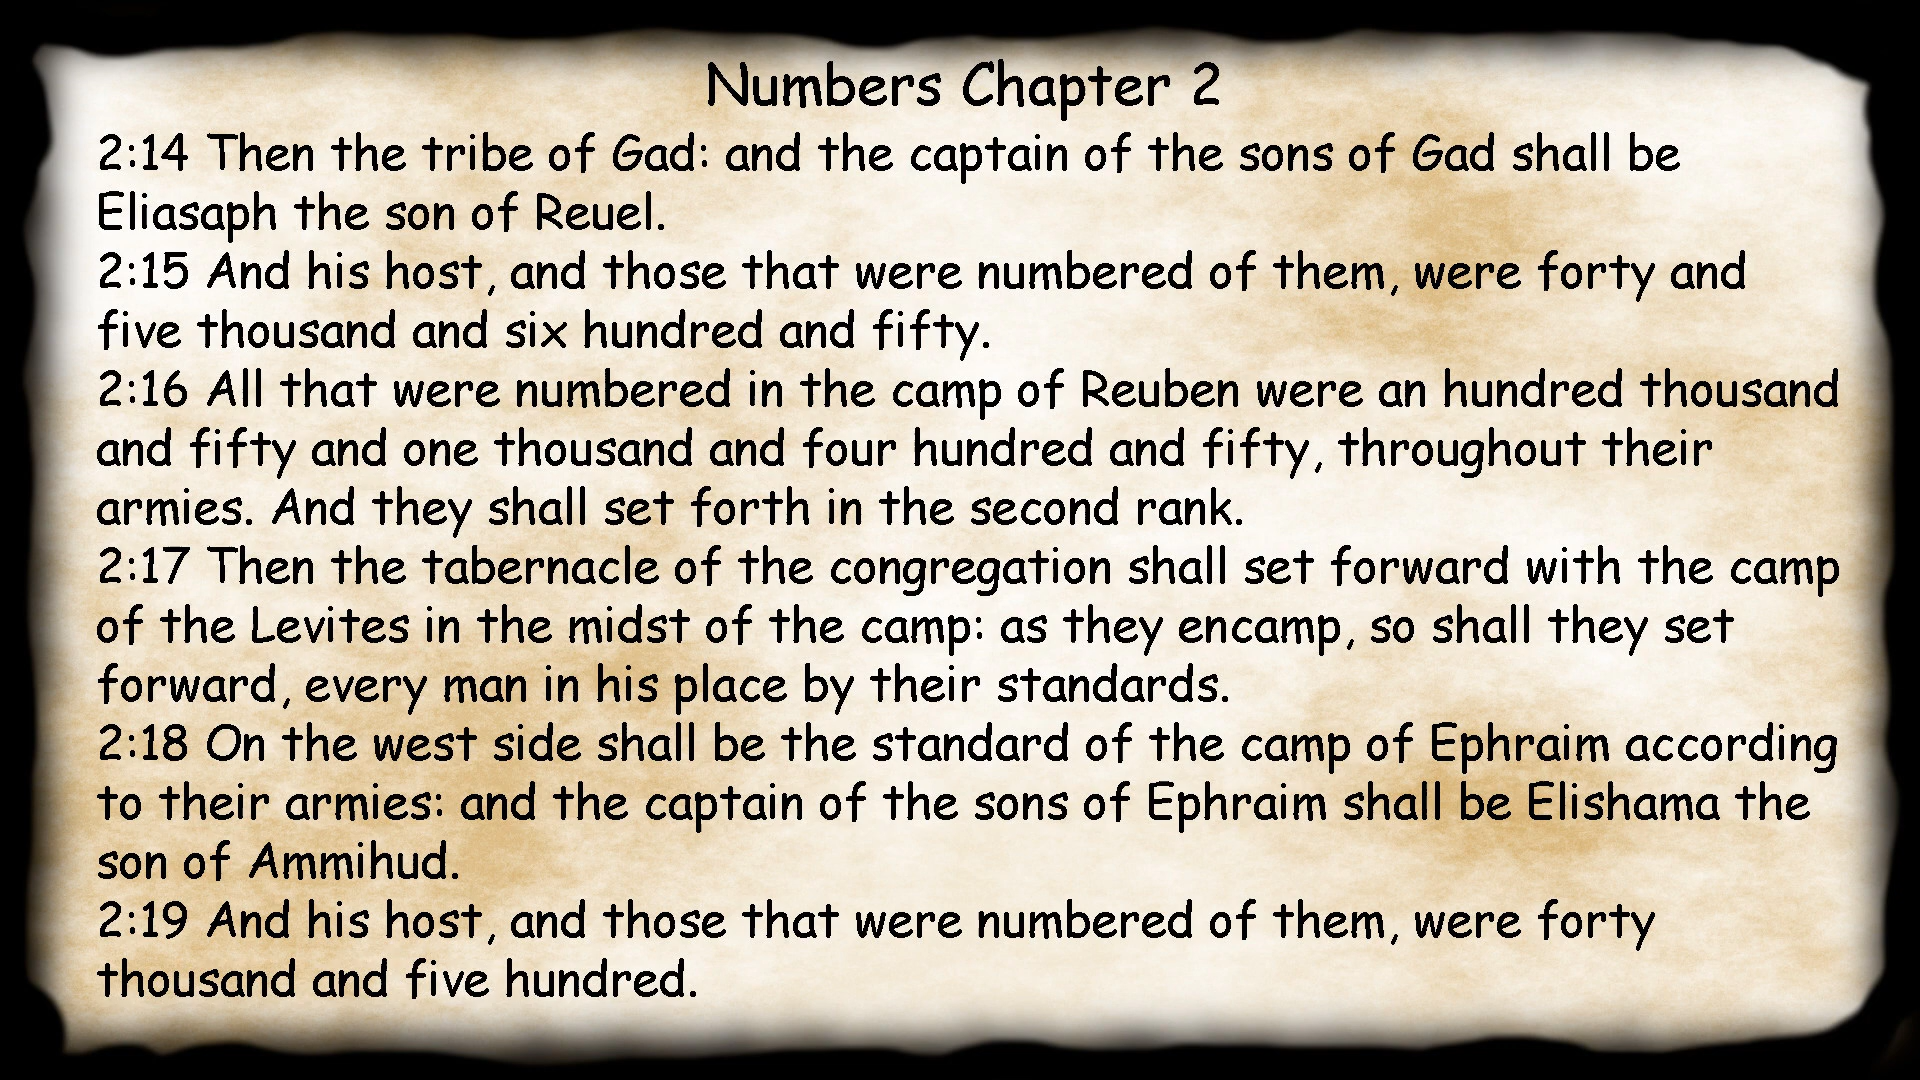 Numbers Chapter 2
2:14 Then the tribe of Gad: and the captain of the sons of Gad shall be
Eliasaph the son of Reuel.
2:15 And his host, and those that were numbered of them, were forty and
five thousand and six hundred and fifty.
2:16 All that were numbered in the camp of Reuben were an hundred thousand
and fifty and one thousand and four hundred and fifty, throughout their
armies. And they shall set forth in the second rank.
2:17 Then the tabernacle of the congregation shall set forward with the camp
of the Levites in the midst of the camp: as they encamp, so shall they set
forward, every man in his place by their standards.
2:18 On the west side shall be the standard of the camp of Ephraim according
to their armies: and the captain of the sons of Ephraim shall be Elishama the
son of Ammihud.
2:19 And his host, and those that were numbered of them, were forty
thousand and five hundred.